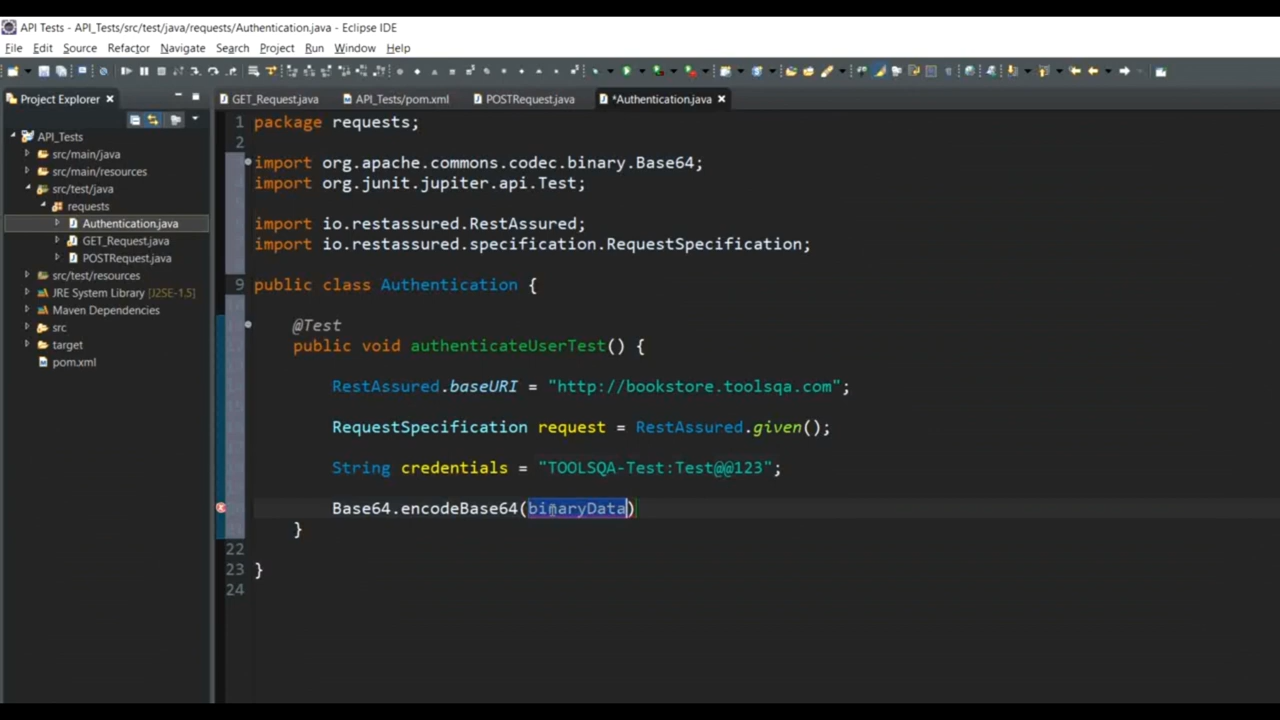 API Tests - API_Tests/src/test/java/requests/Authentication.java - Eclipse IDE
File Edit Source Refactor Navigate Search Project Run Window Help
Project Explorer
GET_Request.java API_Tests/pom.xml POSTRequest.java *Authentication.java
API_Tests
src/main/java
src/main/resources
src/test/java
requests
Authentication.java
GET_Request.java
POSTRequest.java
src/test/resources
JRE System Library [J2SE-1.5]
Maven Dependencies
src
target
pom.xml
1 package requests;
2
import org.apache.commons.codec.binary.Base64;
import org.junit.jupiter.api.Test;
import io.restassured.RestAssured;
import io.restassured.specification.RequestSpecification;
9 public class Authentication {
@Test
public void authenticateUserTest() {
RestAssured.baseURI = "http://bookstore.toolsqa.com";
RequestSpecification request = RestAssured.given();
String credentials = "TOOLSQA-Test:Test@@123";
Base64.encodeBase64(binaryData)
}
22
23 }
24